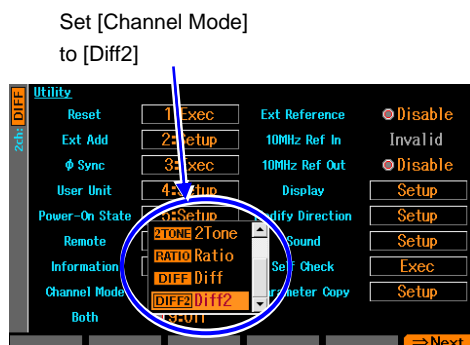 Set [Channel Mode]
to [Diff2]
2ch: DIFF
Utility
Reset 1:Exec Ext Reference Disable
Ext Add 2:Setup 10MHz Ref In Invalid
φ Sync 3:Exec 10MHz Ref Out Disable
User Unit 4:Setup Display Setup
Power-On State 5:Setup Direction Setup
Remote 2TONE 2Tone Sound Setup
Information RATIO Ratio Self Check Exec
DIFF Diff
Channel Mode DIFF2 Diff2 Copy Setup
Both Off
⇒Next